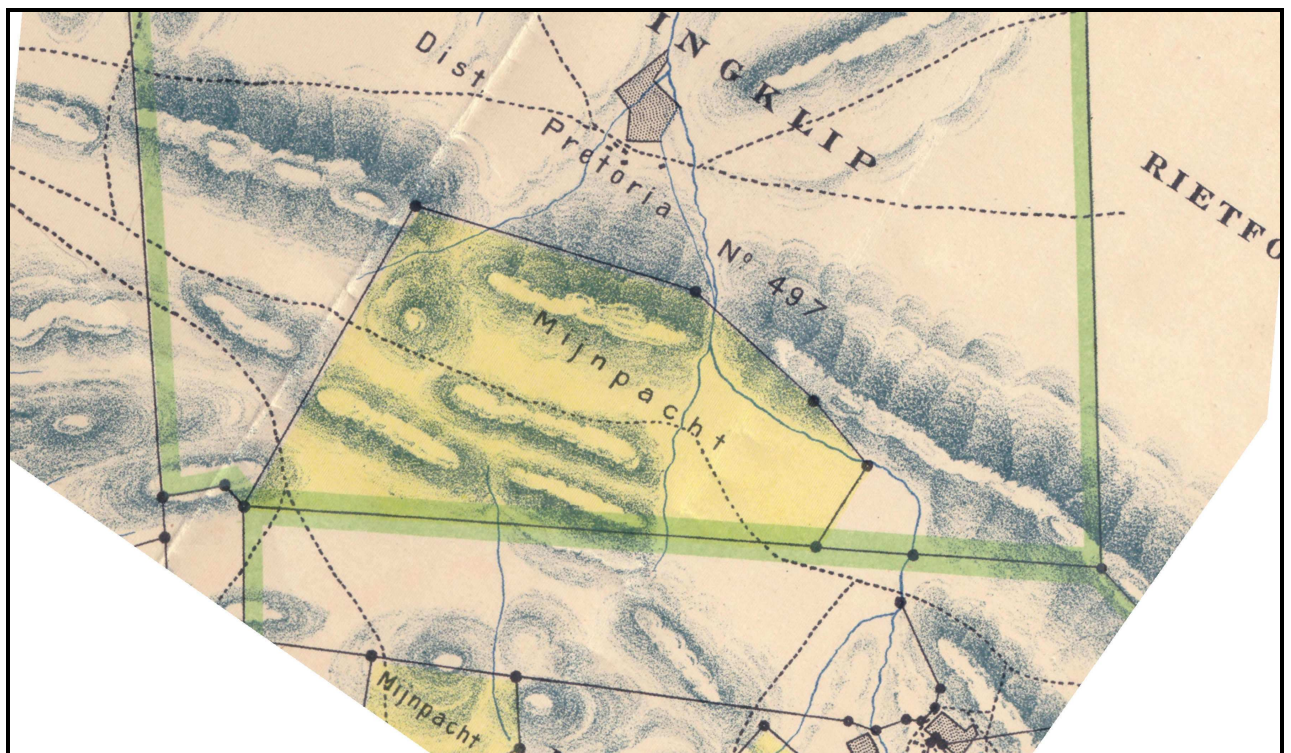 INGKLIP
Dist
Pretoria
RIETFO
Nº 497
Mijnpacht
Mijnpacht